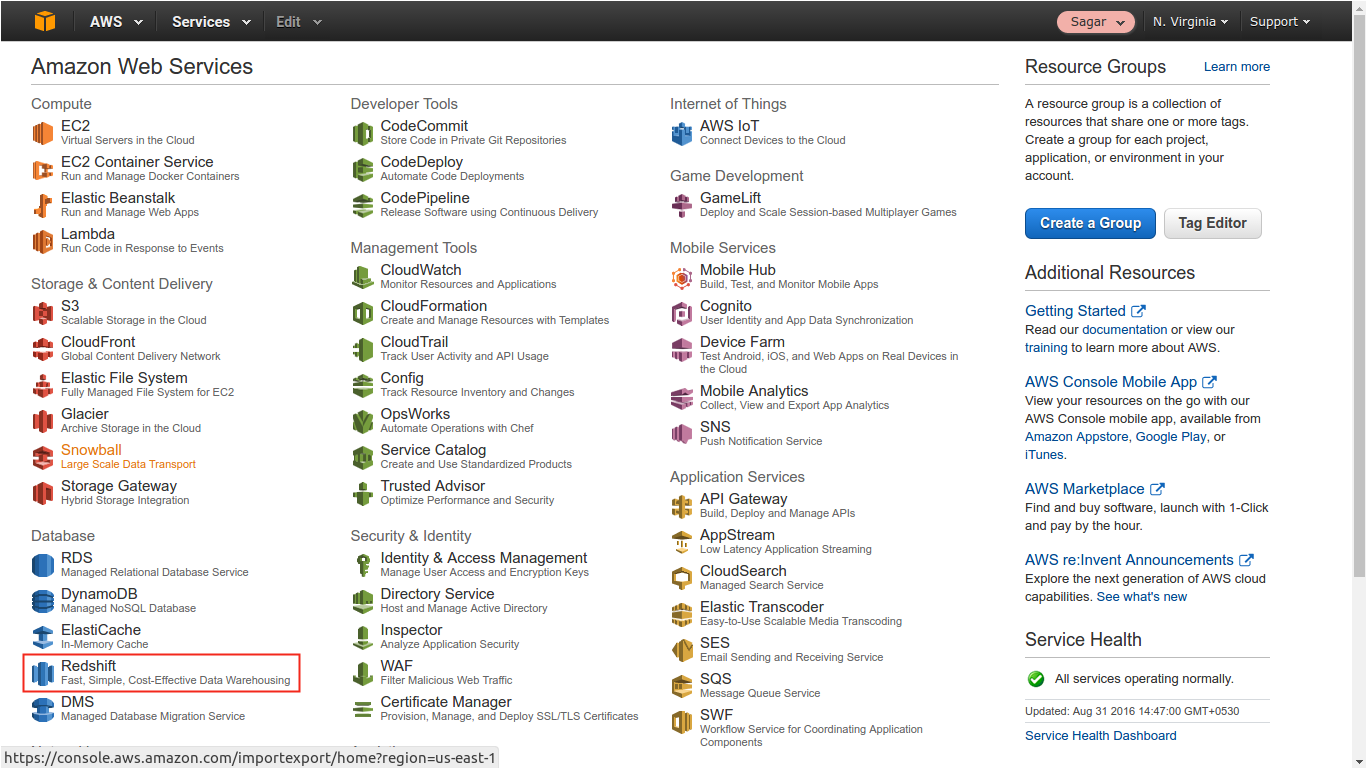 AWS Services Edit Sagar N. Virginia Support
Amazon Web Services
Compute
EC2
Virtual Servers in the Cloud
EC2 Container Service
Run and Manage Docker Containers
Elastic Beanstalk
Run and Manage Web Apps
Lambda
Run Code in Response to Events
Storage & Content Delivery
S3
Scalable Storage in the Cloud
CloudFront
Global Content Delivery Network
Elastic File System
Fully Managed File System for EC2
Glacier
Archive Storage in the Cloud
Snowball
Large Scale Data Transport
Storage Gateway
Hybrid Storage Integration
Database
RDS
Managed Relational Database Service
DynamoDB
Managed NoSQL Database
ElastiCache
In-Memory Cache
Redshift
Fast, Simple, Cost-Effective Data Warehousing
DMS
Managed Database Migration Service
Developer Tools
CodeCommit
Store Code in Private Git Repositories
CodeDeploy
Automate Code Deployments
CodePipeline
Release Software using Continuous Delivery
Management Tools
CloudWatch
Monitor Resources and Applications
CloudFormation
Create and Manage Resources with Templates
CloudTrail
Track User Activity and API Usage
Config
Track Resource Inventory and Changes
OpsWorks
Automate Operations with Chef
Service Catalog
Create and Use Standardized Products
Trusted Advisor
Optimize Performance and Security
Security & Identity
Identity & Access Management
Manage User Access and Encryption Keys
Directory Service
Host and Manage Active Directory
Inspector
Analyze Application Security
WAF
Filter Malicious Web Traffic
Certificate Manager
Provision, Manage, and Deploy SSL/TLS Certificates
Internet of Things
AWS IoT
Connect Devices to the Cloud
Game Development
GameLift
Deploy and Scale Session-based Multiplayer Games
Mobile Services
Mobile Hub
Build, Test, and Monitor Mobile Apps
Cognito
User Identity and App Data Synchronization
Device Farm
Test Android, iOS, and Web Apps on Real Devices in
the Cloud
Mobile Analytics
Collect, View and Export App Analytics
SNS
Push Notification Service
Application Services
API Gateway
Build, Deploy and Manage APIs
AppStream
Low Latency Application Streaming
CloudSearch
Managed Search Service
Elastic Transcoder
Easy-to-Use Scalable Media Transcoding
SES
Email Sending and Receiving Service
SQS
Message Queue Service
SWF
Workflow Service for Coordinating Application
Components
Resource Groups Learn more
A resource group is a collection of
resources that share one or more tags.
Create a group for each project,
application, or environment in your
account.
Create a Group Tag Editor
Additional Resources
Getting Started
Read our documentation or view our
training to learn more about AWS.
AWS Console Mobile App
View your resources on the go with our
AWS Console mobile app, available from
Amazon Appstore, Google Play, or
iTunes.
AWS Marketplace
Find and buy software, launch with 1-Click
and pay by the hour.
AWS re:Invent Announcements
Explore the next generation of AWS cloud
capabilities. See what's new
Service Health
All services operating normally.
Updated: Aug 31 2016 14:47:00 GMT+0530
Service Health Dashboard
https://console.aws.amazon.com/importexport/home?region=us-east-1